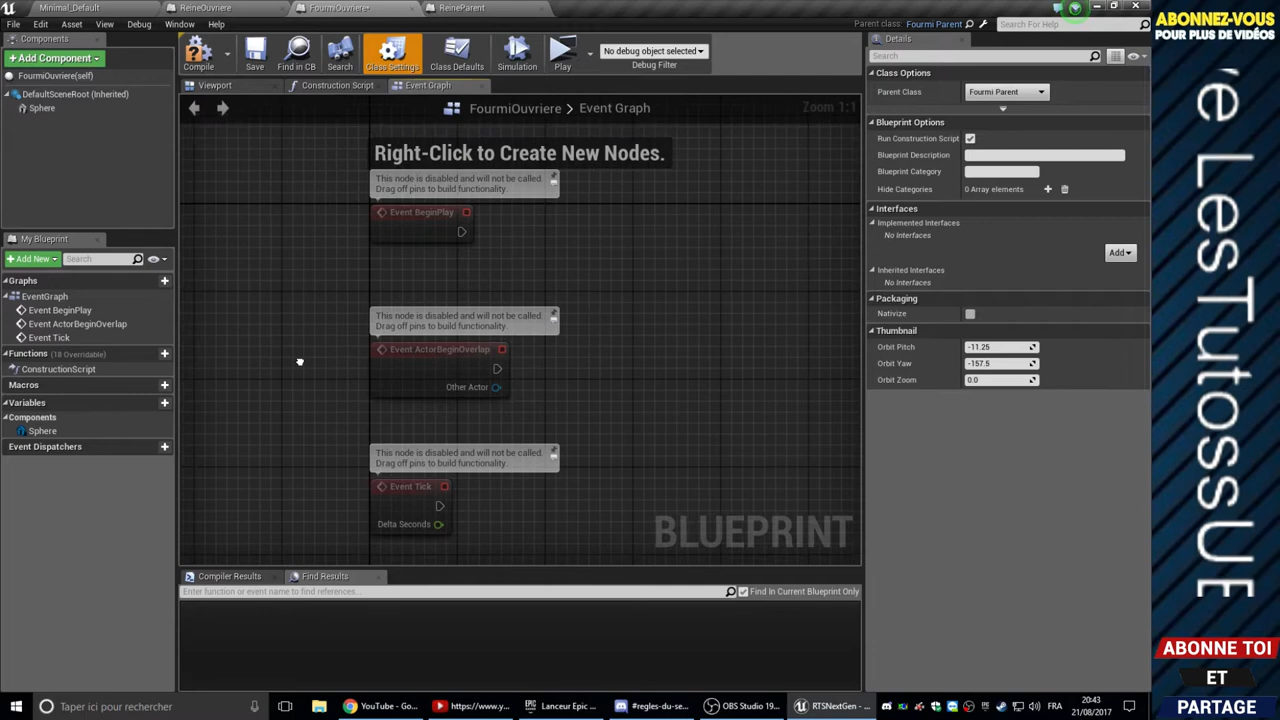 Minimal_Default
ReineOuvriere
FourmiOuvriere*
ReineParent
File Edit Asset View Debug Window Help
Parent class: Fourmi Parent
Search For Help
Components
+ Add Component
FourmiOuvriere(self)
DefaultSceneRoot (Inherited)
Sphere
Compile
Save
Find in CB
Search
Class Settings
Class Defaults
Simulation
Play
No debug object selected
Debug Filter
Viewport
Construction Script
Event Graph
FourmiOuvriere > Event Graph
Zoom 1:1
Right-Click to Create New Nodes.
This node is disabled and will not be called.
Drag off pins to build functionality.
Event BeginPlay
This node is disabled and will not be called.
Drag off pins to build functionality.
Event ActorBeginOverlap
Other Actor
This node is disabled and will not be called.
Drag off pins to build functionality.
Event Tick
Delta Seconds
BLUEPRINT
My Blueprint
+ Add New
Search
Graphs
EventGraph
Event BeginPlay
Event ActorBeginOverlap
Event Tick
Functions (18 Overridable)
ConstructionScript
Macros
Variables
Components
Sphere
Event Dispatchers
Compiler Results
Find Results
Enter function or event name to find references...
Find In Current Blueprint Only
Details
Search
Class Options
Parent Class
Fourmi Parent
Blueprint Options
Run Construction Script
Blueprint Description
Blueprint Category
Hide Categories
0 Array elements
Interfaces
Implemented Interfaces
No Interfaces
Add
Inherited Interfaces
No Interfaces
Packaging
Nativize
Thumbnail
Orbit Pitch
-11.25
Orbit Yaw
-157.5
Orbit Zoom
0.0
ABONNEZ-VOUS
POUR PLUS DE VIDÉOS
e LesTutosUE
ABONNE TOI
ET
PARTAGE
Taper ici pour rechercher
YouTube - Goo...
https://www.y...
Lanceur Epic ...
#regles-du-se...
OBS Studio 19...
RTSNextGen - ...
FRA
20:43
21/08/2017